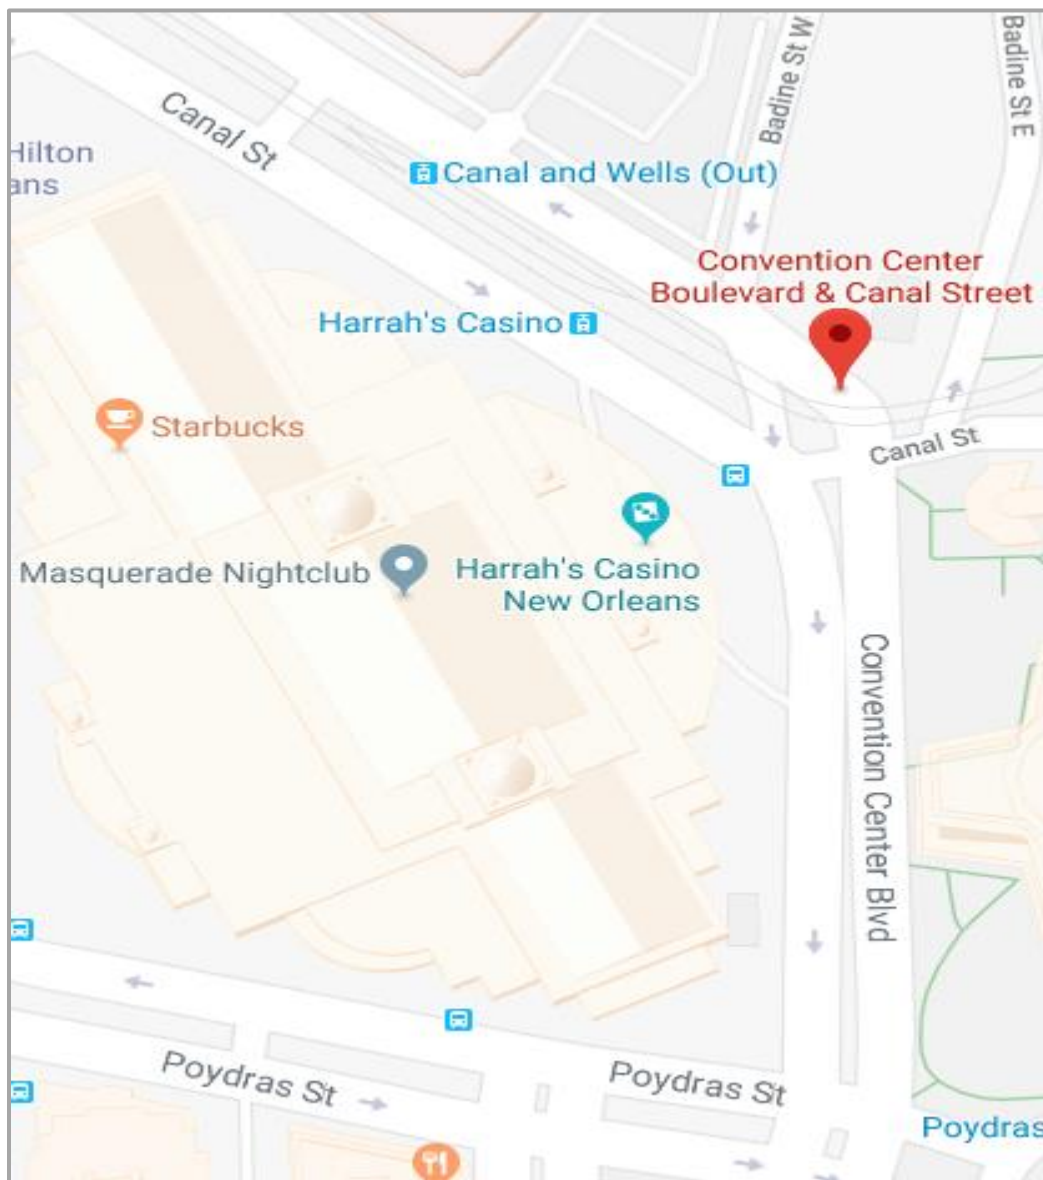 Badine St W
Badine St E
Canal St
Hilton
ans
Canal and Wells (Out)
Convention Center
Boulevard & Canal Street
Harrah's Casino
Starbucks
Canal St
Harrah's Casino
New Orleans
Masquerade Nightclub
Convention Center Blvd
Poydras St
Poydras St
Poydras